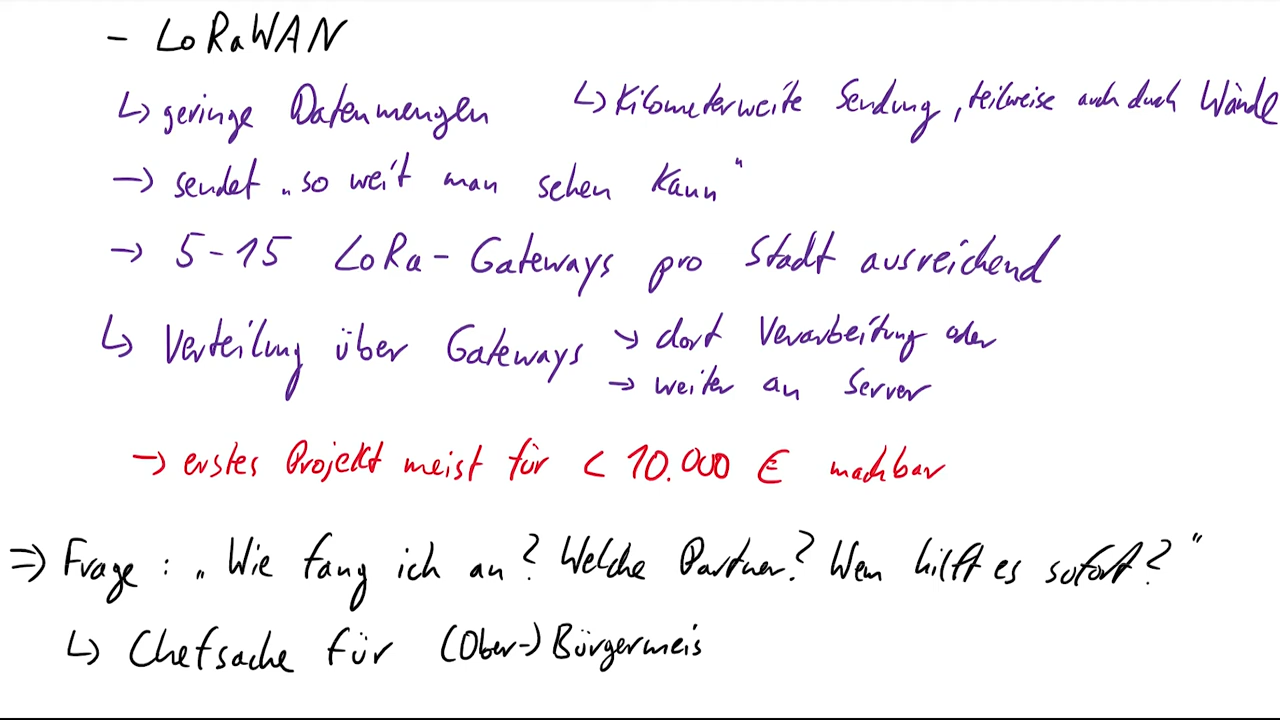 - LoRaWAN
↳ geringe Datenmengen ↳ Kilometerweite Sendung, teilweise auch durch Wände
→ sendet „so weit man sehen kann"
→ 5-15 LoRa-Gateways pro Stadt ausreichend
↳ Verteilung über Gateways ↘ dort Verarbeitung oder
→ weiter an Server
→ erstes Projekt meist für < 10.000 € machbar
⇒ Frage: „Wie fang ich an? Welche Partner? Wem hilft es sofort?"
↳ Chefsache für (Ober-)Bürgermeis